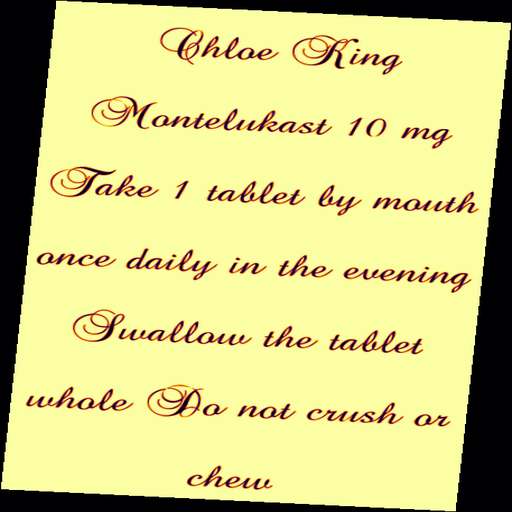 Chloe King
Montelukast 10 mg
Take 1 tablet by mouth
once daily in the evening
Swallow the tablet
whole Do not crush or
chew